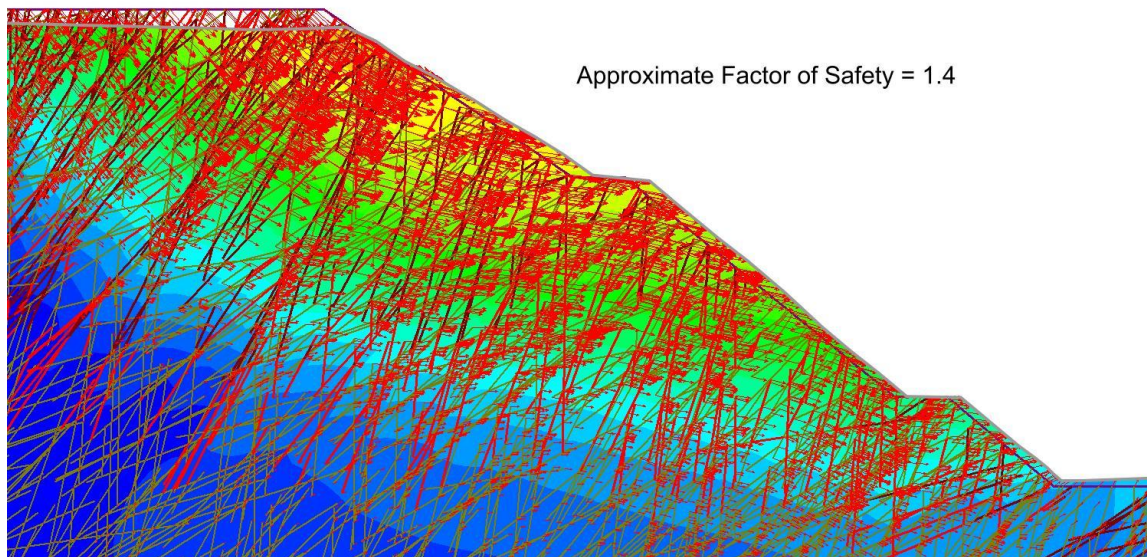 Approximate Factor of Safety = 1.4